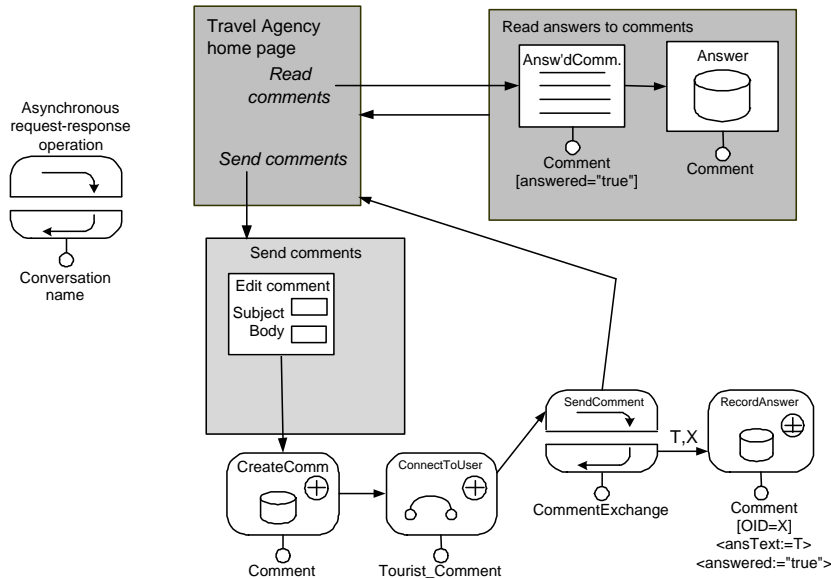 Travel Agency
home page
Read
comments
Send comments
Read answers to comments
Answ'dComm.
Answer
Comment
[answered="true"]
Comment
Asynchronous
request-response
operation
Conversation
name
Send comments
Edit comment
Subject
Body
CreateComm
Comment
ConnectToUser
Tourist_Comment
SendComment
CommentExchange
T,X
RecordAnswer
Comment
[OID=X]
<ansText:=T>
<answered:="true">